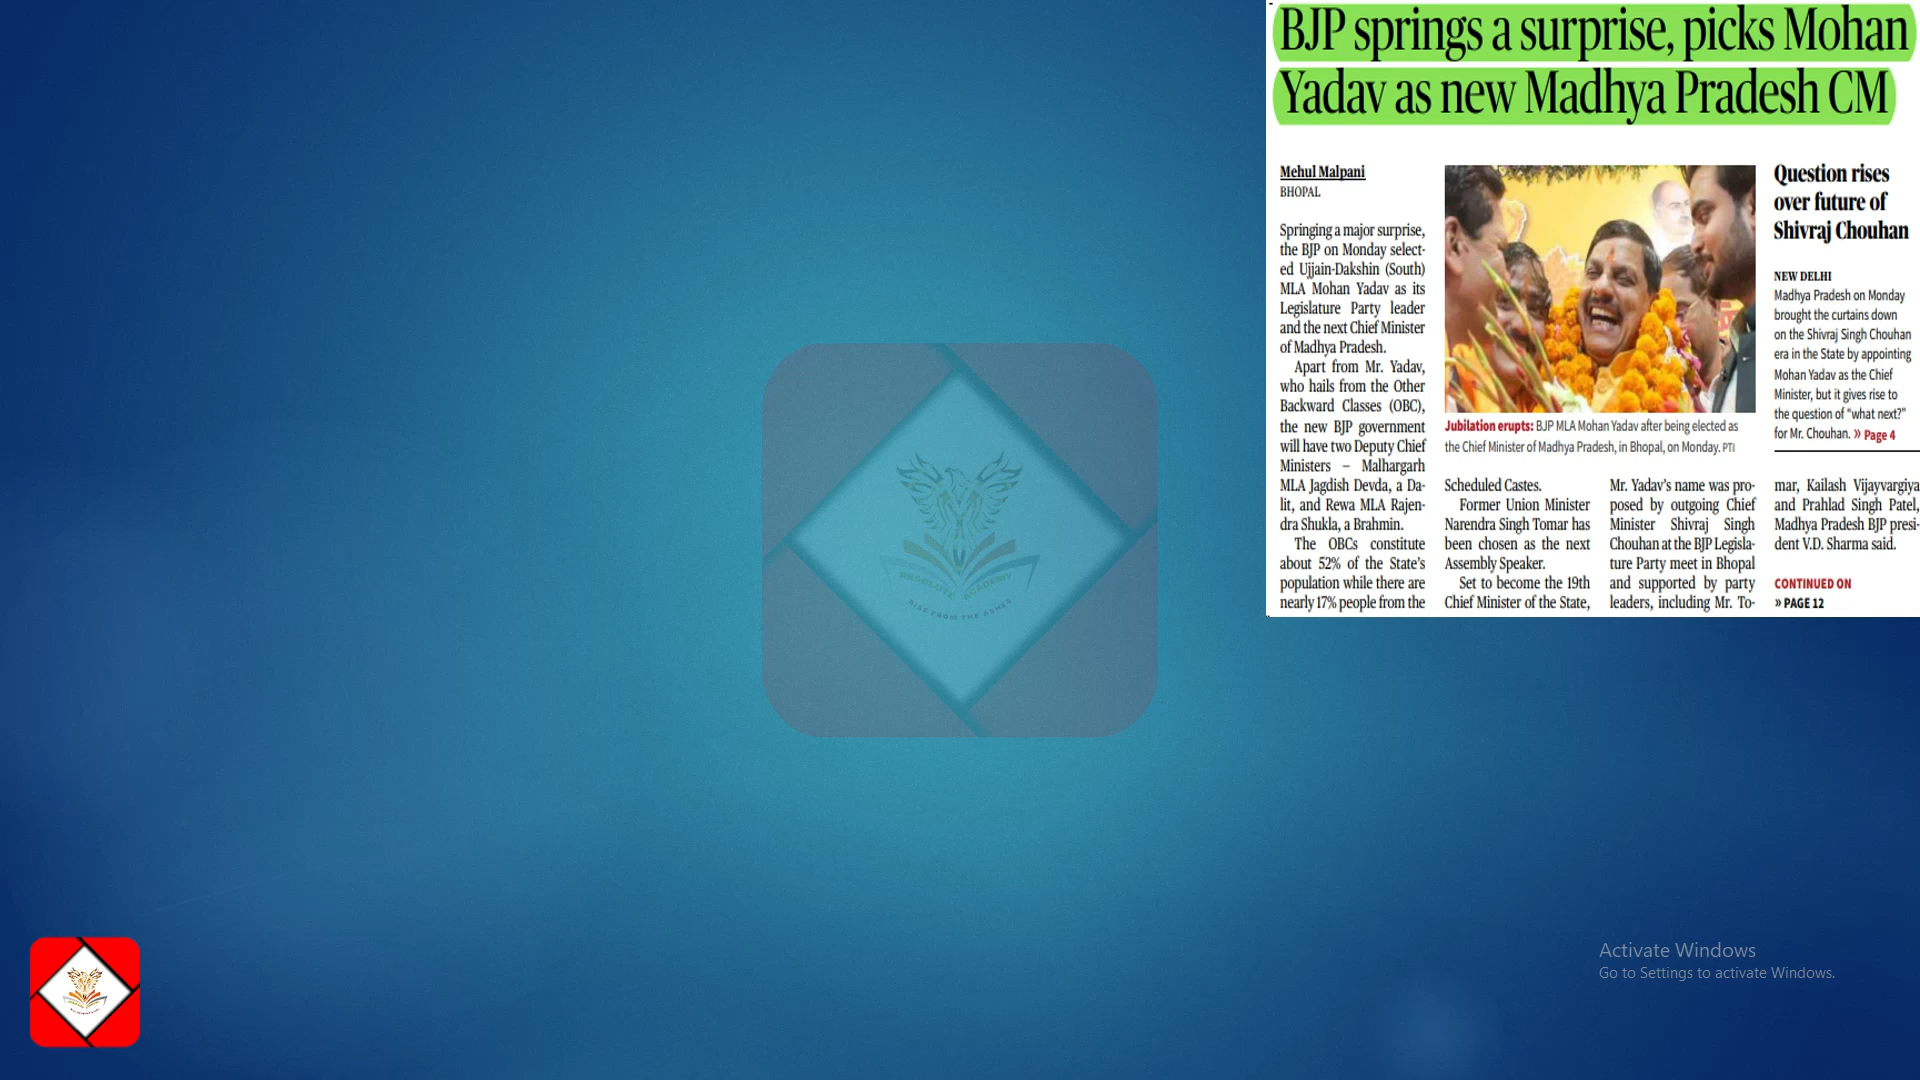 BJP springs a surprise, picks Mohan
Yadav as new Madhya Pradesh CM
Mehul Malpani
BHOPAL
Springing a major surprise,
the BJP on Monday select-
ed Ujjain-Dakshin (South)
MLA Mohan Yadav as its
Legislature Party leader
and the next Chief Minister
of Madhya Pradesh.
Apart from Mr. Yadav,
who hails from the Other
Backward Classes (OBC),
the new BJP government
will have two Deputy Chief
Ministers – Malhargarh
MLA Jagdish Devda, a Da-
lit, and Rewa MLA Rajen-
dra Shukla, a Brahmin.
The OBCs constitute
about 52% of the State's
population while there are
nearly 17% people from the
Jubilation erupts: BJP MLA Mohan Yadav after being elected as
the Chief Minister of Madhya Pradesh, in Bhopal, on Monday. PTI
Scheduled Castes.
Former Union Minister
Narendra Singh Tomar has
been chosen as the next
Assembly Speaker.
Set to become the 19th
Chief Minister of the State,
Mr. Yadav's name was pro-
posed by outgoing Chief
Minister Shivraj Singh
Chouhan at the BJP Legisla-
ture Party meet in Bhopal
and supported by party
leaders, including Mr. To-
mar, Kailash Vijayvargiya
and Prahlad Singh Patel,
Madhya Pradesh BJP presi-
dent V.D. Sharma said.
CONTINUED ON
» PAGE 12
Question rises
over future of
Shivraj Chouhan
NEW DELHI
Madhya Pradesh on Monday
brought the curtains down
on the Shivraj Singh Chouhan
era in the State by appointing
Mohan Yadav as the Chief
Minister, but it gives rise to
the question of "what next?"
for Mr. Chouhan. » Page 4
RESOLUTE ACADEMY
RISE FROM THE ASHES
Activate Windows
Go to Settings to activate Windows.